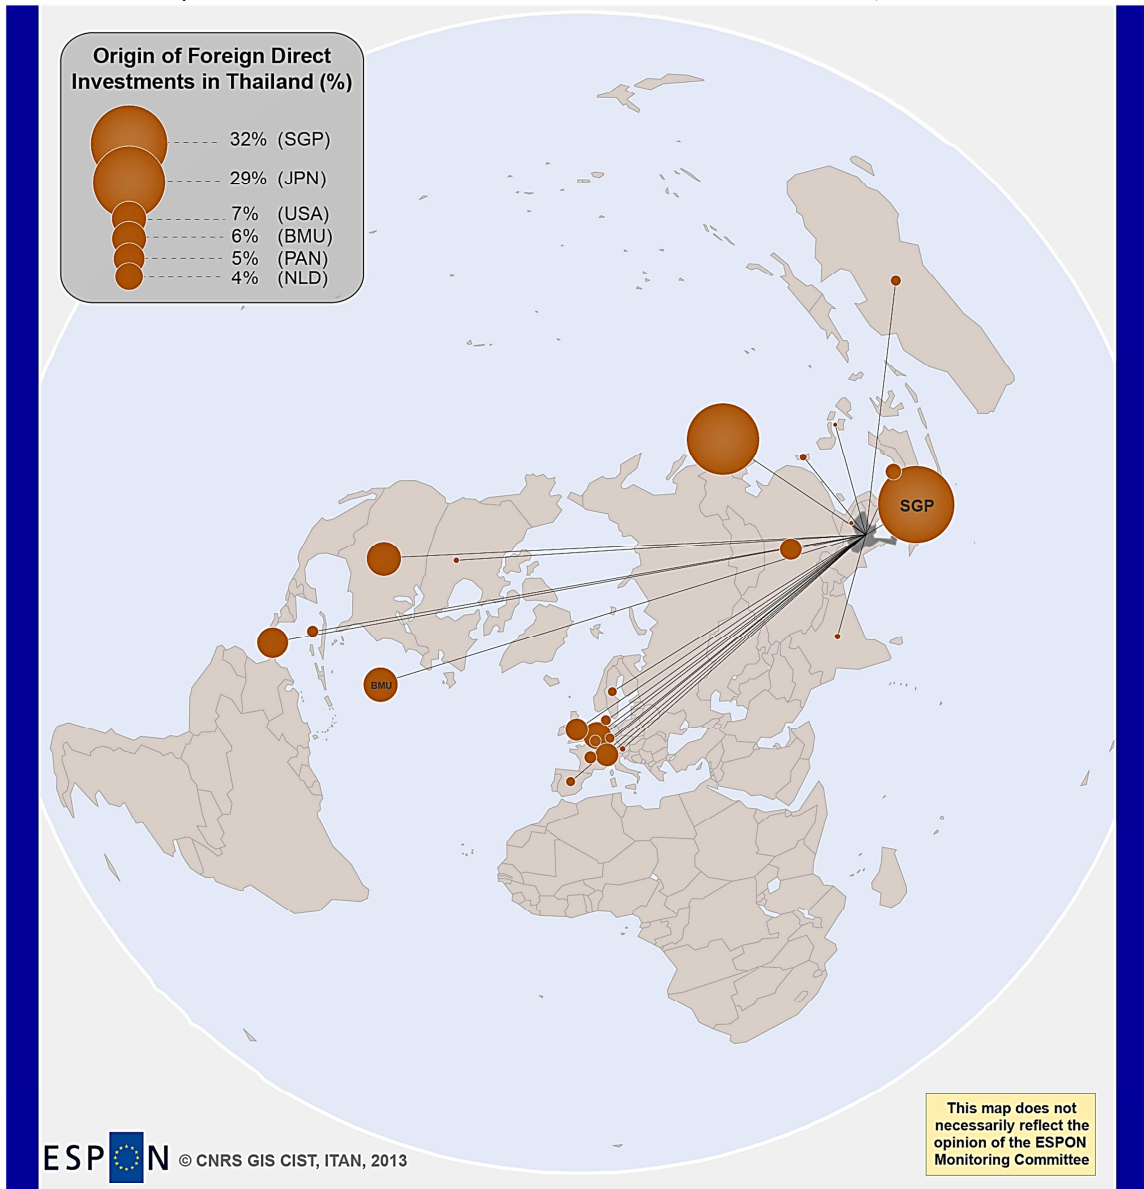 Origin of Foreign Direct
Investments in Thailand (%)
32% (SGP)
29% (JPN)
7% (USA)
6% (BMU)
5% (PAN)
4% (NLD)
SGP
BMU
This map does not
necessarily reflect the
opinion of the ESPON
Monitoring Committee
ESPON © CNRS GIS CIST, ITAN, 2013